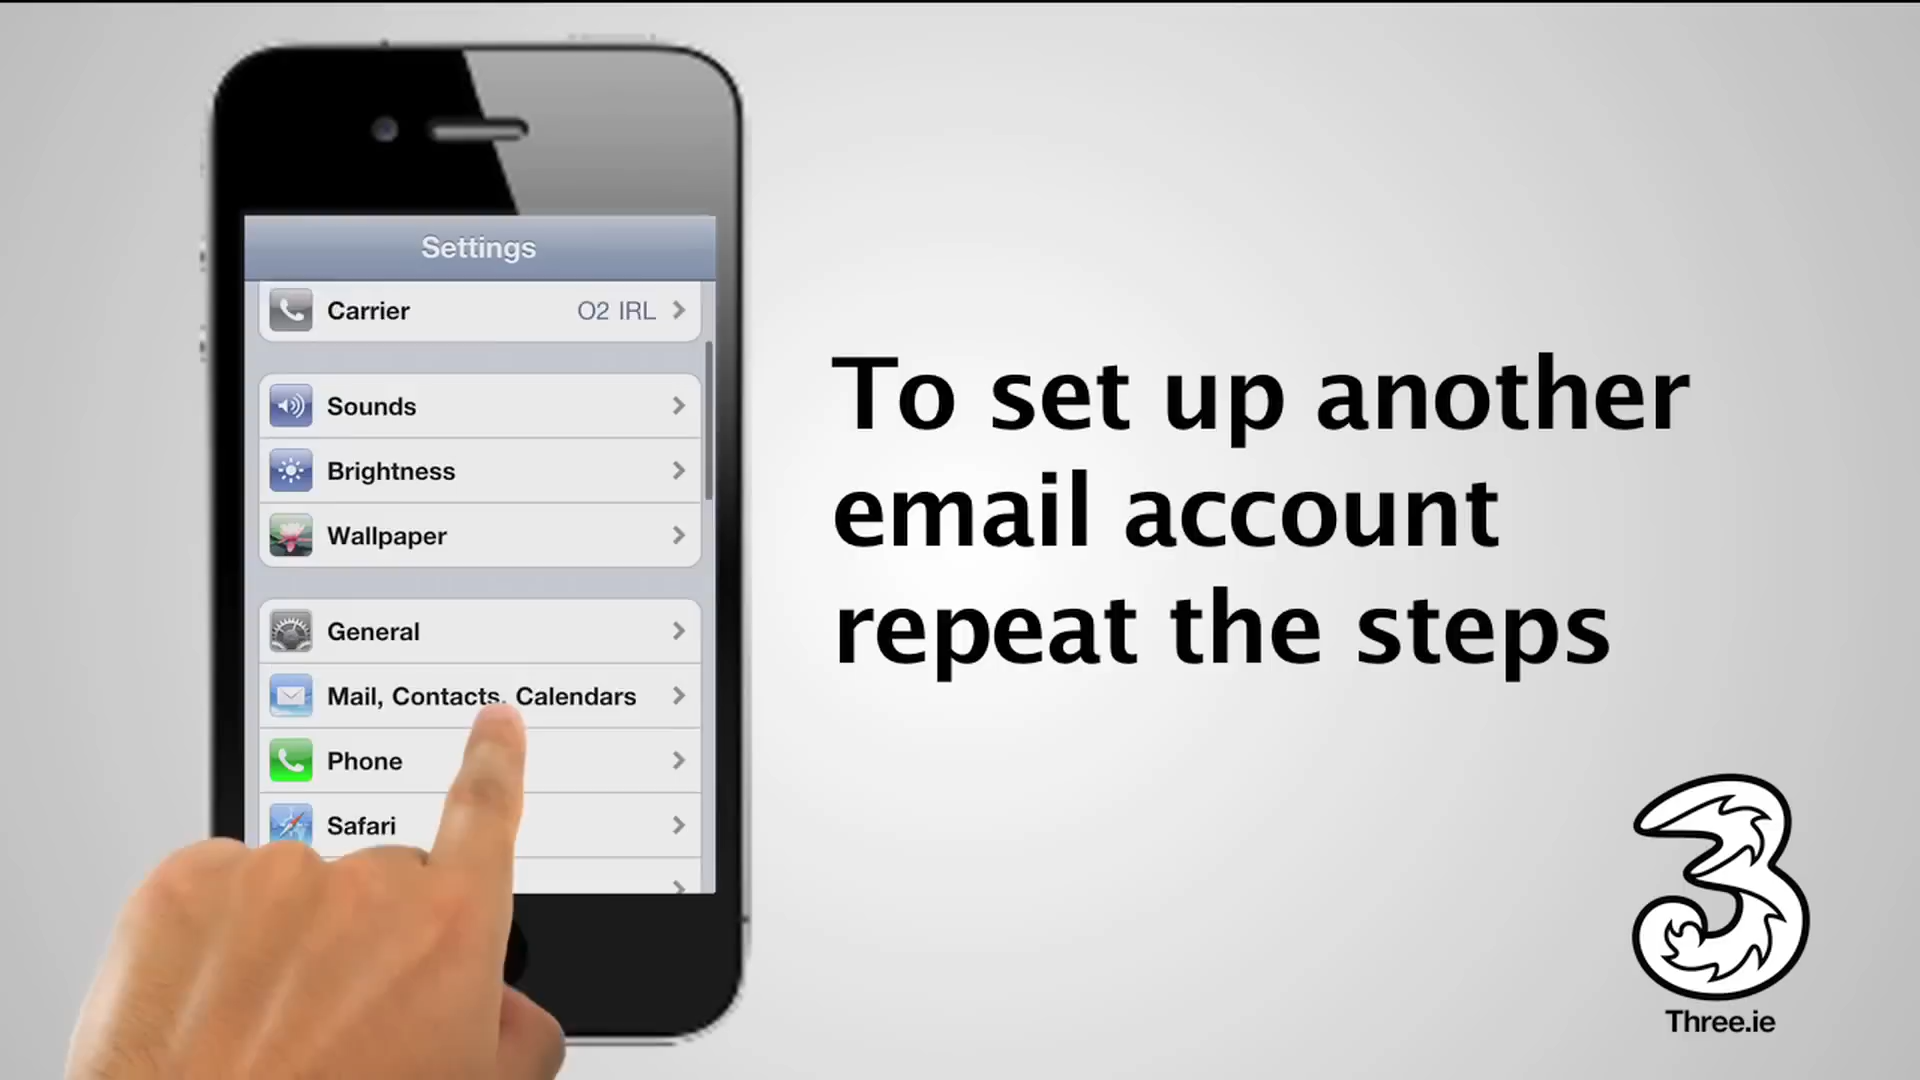 Settings
Carrier O2 IRL
Sounds
Brightness
Wallpaper
General
Mail, Contacts, Calendars
Phone
Safari
To set up another
email account
repeat the steps
3
Three.ie